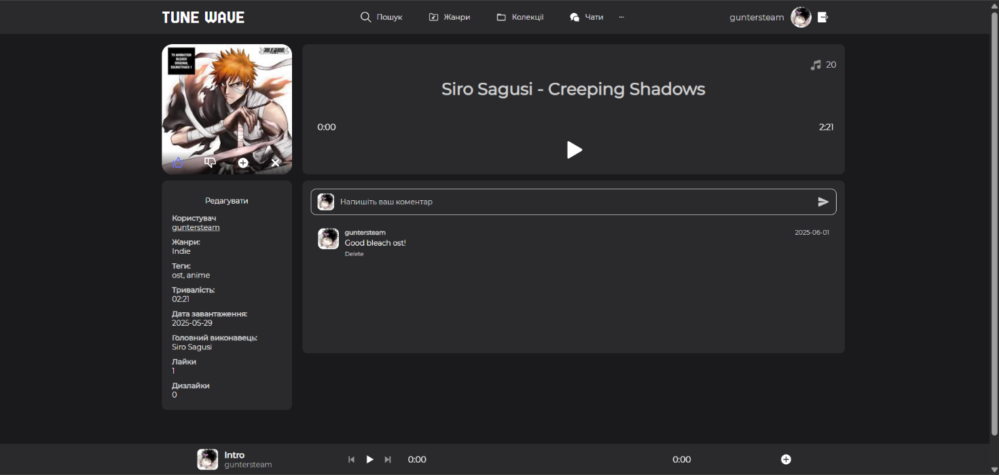 TUNE WAVE
Пошук
Жанри
Колекції
Чати
...
guntersteam
TV ANIMATION
BLEACH
ORIGINAL
SOUNDTRACK 1
BLEACH
20
Siro Sagusi - Creeping Shadows
0:00
2:21
Редагувати
Користувач
guntersteam
Жанри:
Indie
Теги:
ost, anime
Тривалість:
02:21
Дата завантаження:
2025-05-29
Головний виконавець:
Siro Sagusi
Лайки
1
Дизлайки
0
Напишіть ваш коментар
guntersteam
2025-06-01
Good bleach ost!
Delete
Intro
guntersteam
0:00
0:00